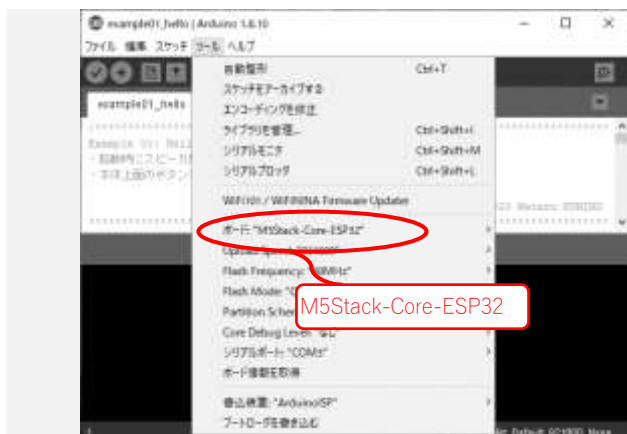 example01_hello | Arduino 1.8.10
ファイル 編集 スケッチ ツール ヘルプ
example01_hello
自動整形 Ctrl+T
スケッチをアーカイブする
エンコーディングを修正
ライブラリを管理... Ctrl+Shift+I
シリアルモニタ Ctrl+Shift+M
シリアルプロッタ Ctrl+Shift+L
WiFi101 / WiFiNINA Firmware Updater
ボード: "M5Stack-Core-ESP32"
Flash Frequency:
Flash Mode:
M5Stack-Core-ESP32
Partition
Core Debug Level: "なし"
シリアルポート: "COM3"
ボード情報を取得
書込装置: "ArduinoISP"
ブートローダを書き込む